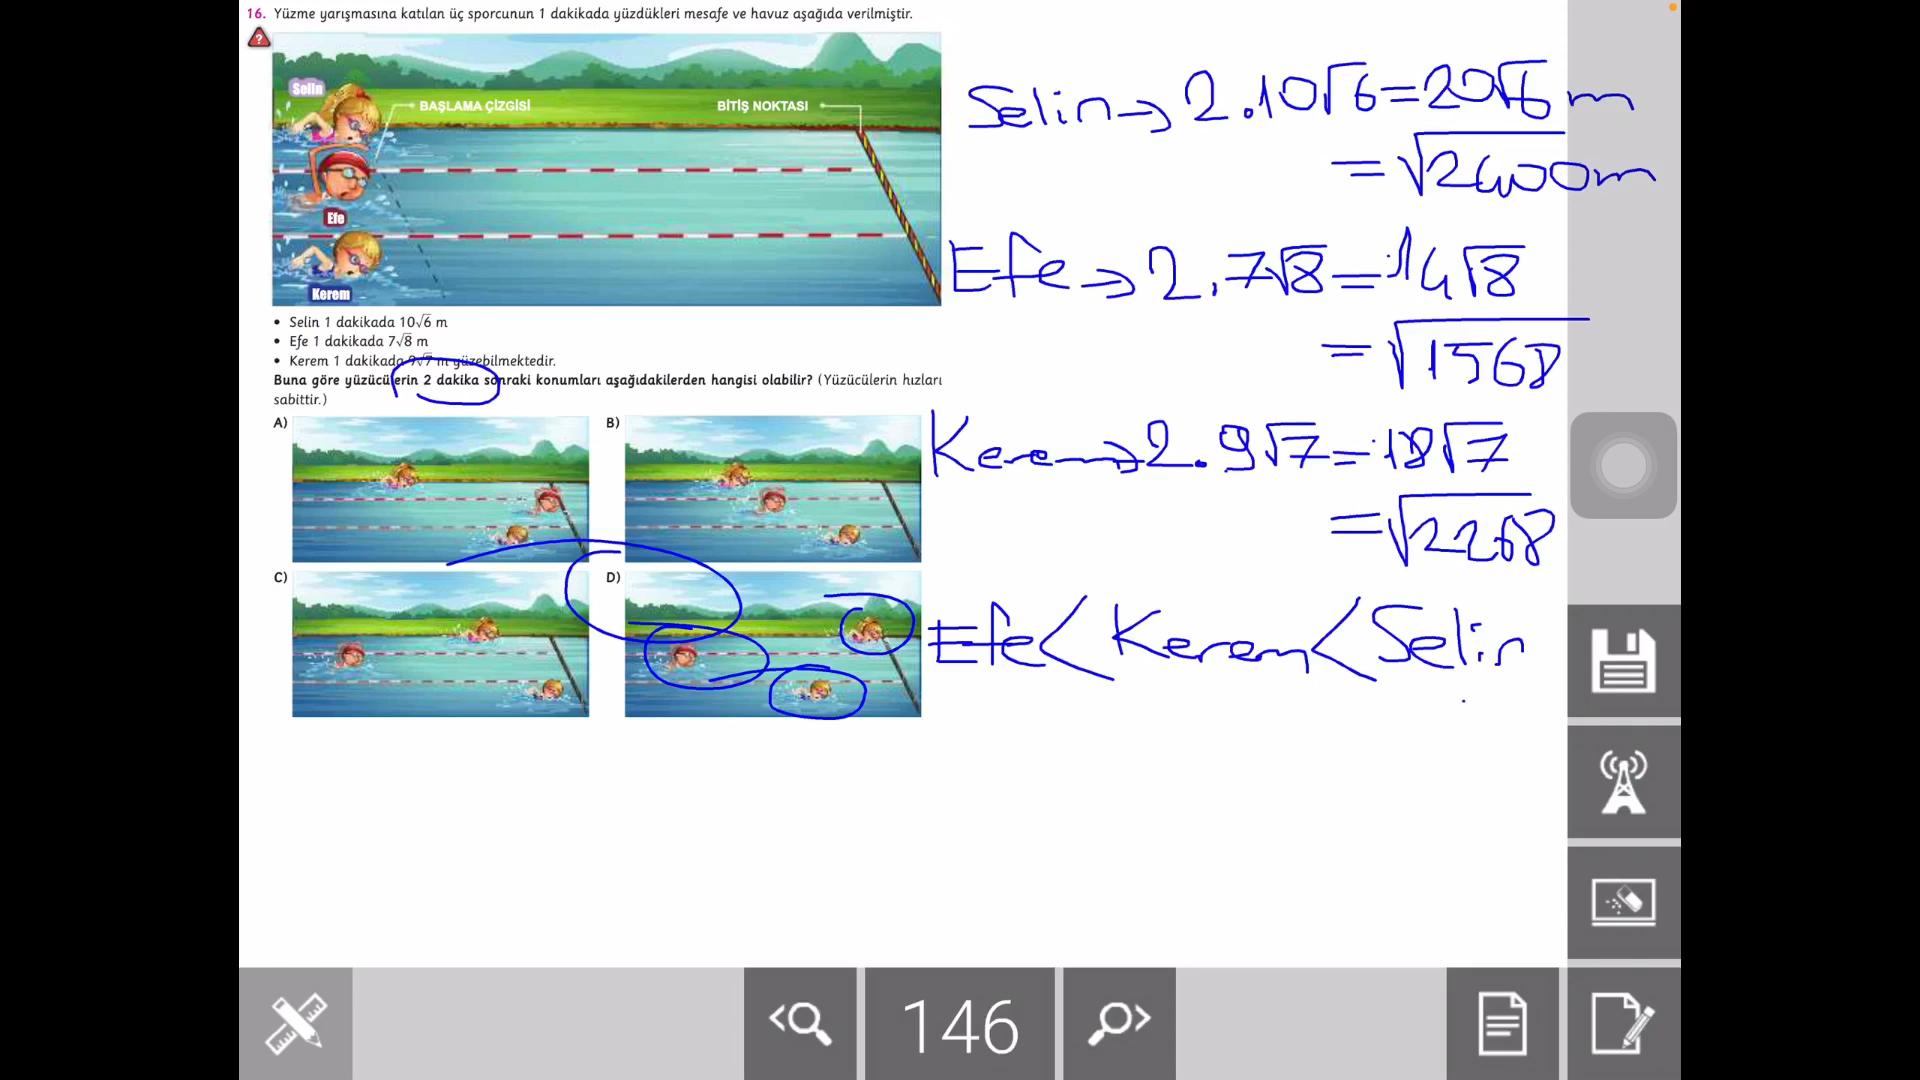 16. Yüzme yarışmasına katılan üç sporcunun 1 dakikada yüzdükleri mesafe ve havuz aşağıda verilmiştir.
?
Selin
BAŞLAMA ÇİZGİSİ
BİTİŞ NOKTASI
Efe
Kerem
• Selin 1 dakikada 10√6 m
• Efe 1 dakikada 7√8 m
• Kerem 1 dakikada 9√7 m yüzebilmektedir.
Buna göre yüzücülerin 2 dakika sonraki konumları aşağıdakilerden hangisi olabilir? (Yüzücülerin hızları
sabittir.)
A)
B)
C)
D)
Selin → 2.10√6 = 20√6 m
= √2400 m
Efe → 2.7√8 = 14√8
= √1568
Kerem → 2.9√7 = 18√7
= √2268
Efe < Kerem < Selin
146